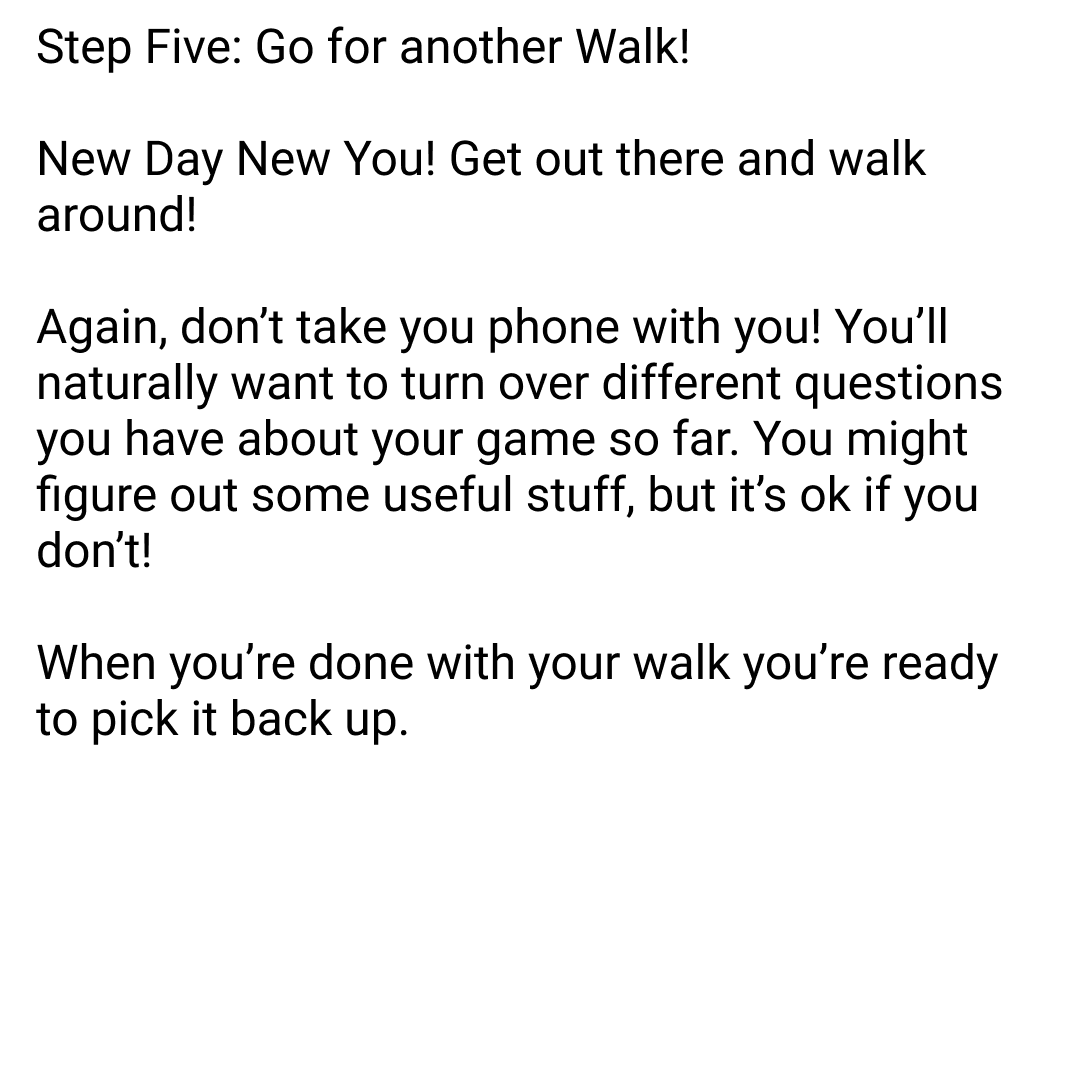 Step Five: Go for another Walk!
New Day New You! Get out there and walk
around!
Again, don’t take you phone with you! You’ll
naturally want to turn over different questions
you have about your game so far. You might
figure out some useful stuff, but it’s ok if you
don’t!
When you’re done with your walk you’re ready
to pick it back up.